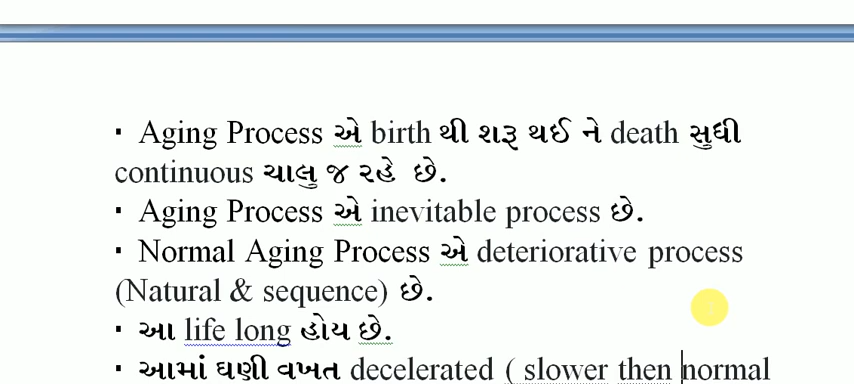 ▪ Aging Process એ birth થી શરૂ થઈ ને death સુધી
continuous ચાલુ જ રહે છે.
▪ Aging Process એ inevitable process છે.
▪ Normal Aging Process એ deteriorative process
(Natural & sequence) છે.
▪ આ life long હોય છે.
▪ આમાં ઘણી વખત decelerated ( slower then normal